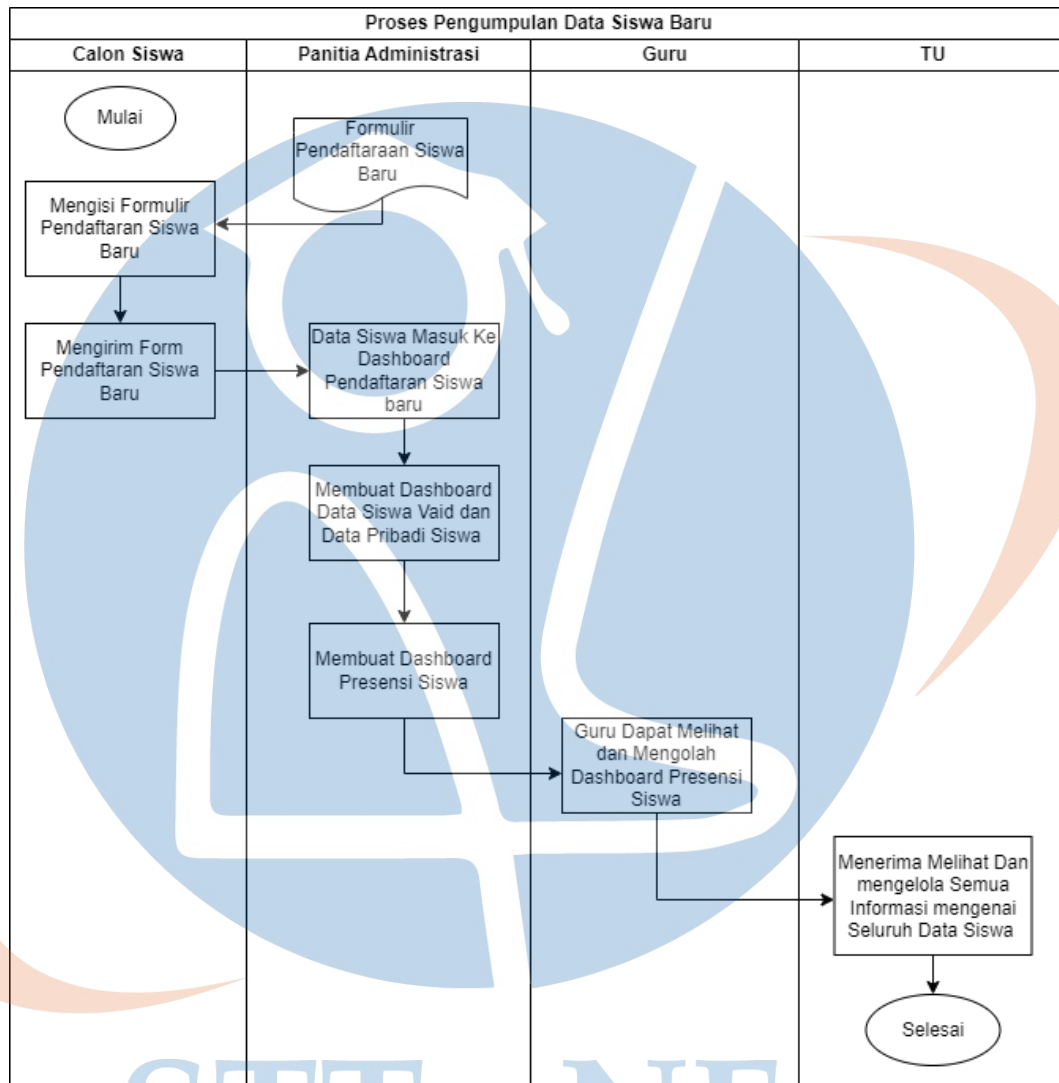 Proses Pengumpulan Data Siswa Baru
Calon Siswa
Panitia Administrasi
Guru
TU
Mulai
Formulir
Pendaftaraan Siswa
Baru
Mengisi Formulir
Pendaftaran Siswa
Baru
Mengirim Form
Pendaftaran Siswa
Baru
Data Siswa Masuk Ke
Dashboard
Pendaftaran Siswa
baru
Membuat Dashboard
Data Siswa Vaid dan
Data Pribadi Siswa
Membuat Dashboard
Presensi Siswa
Guru Dapat Melihat
dan Mengolah
Dashboard Presensi
Siswa
Menerima Melihat Dan
mengelola Semua
Informasi mengenai
Seluruh Data Siswa
Selesai
STT NF